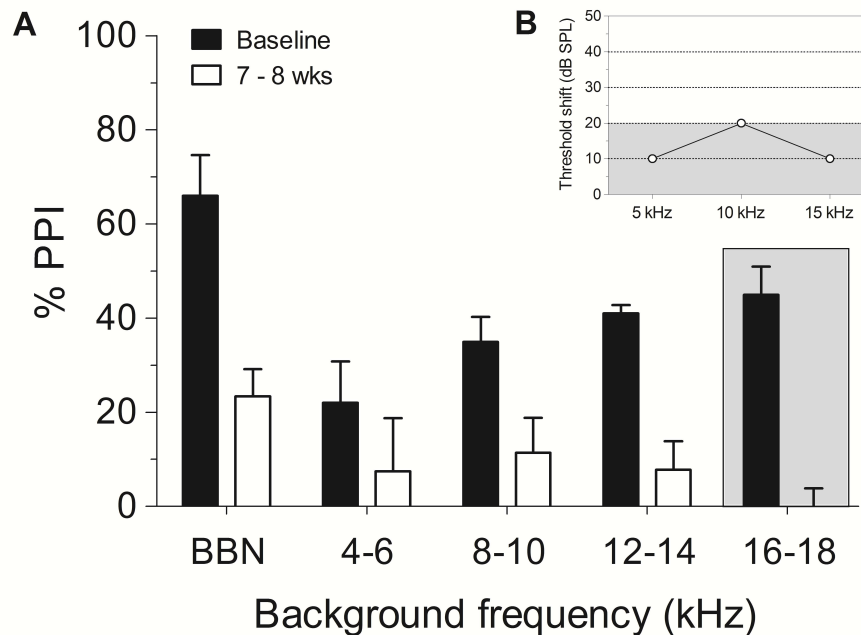 A
100
80
60
40
20
0
% PPI
Baseline
7 - 8 wks
BBN
4-6
8-10
12-14
16-18
Background frequency (kHz)
B
50
40
30
20
10
0
Threshold shift (dB SPL)
5 kHz
10 kHz
15 kHz